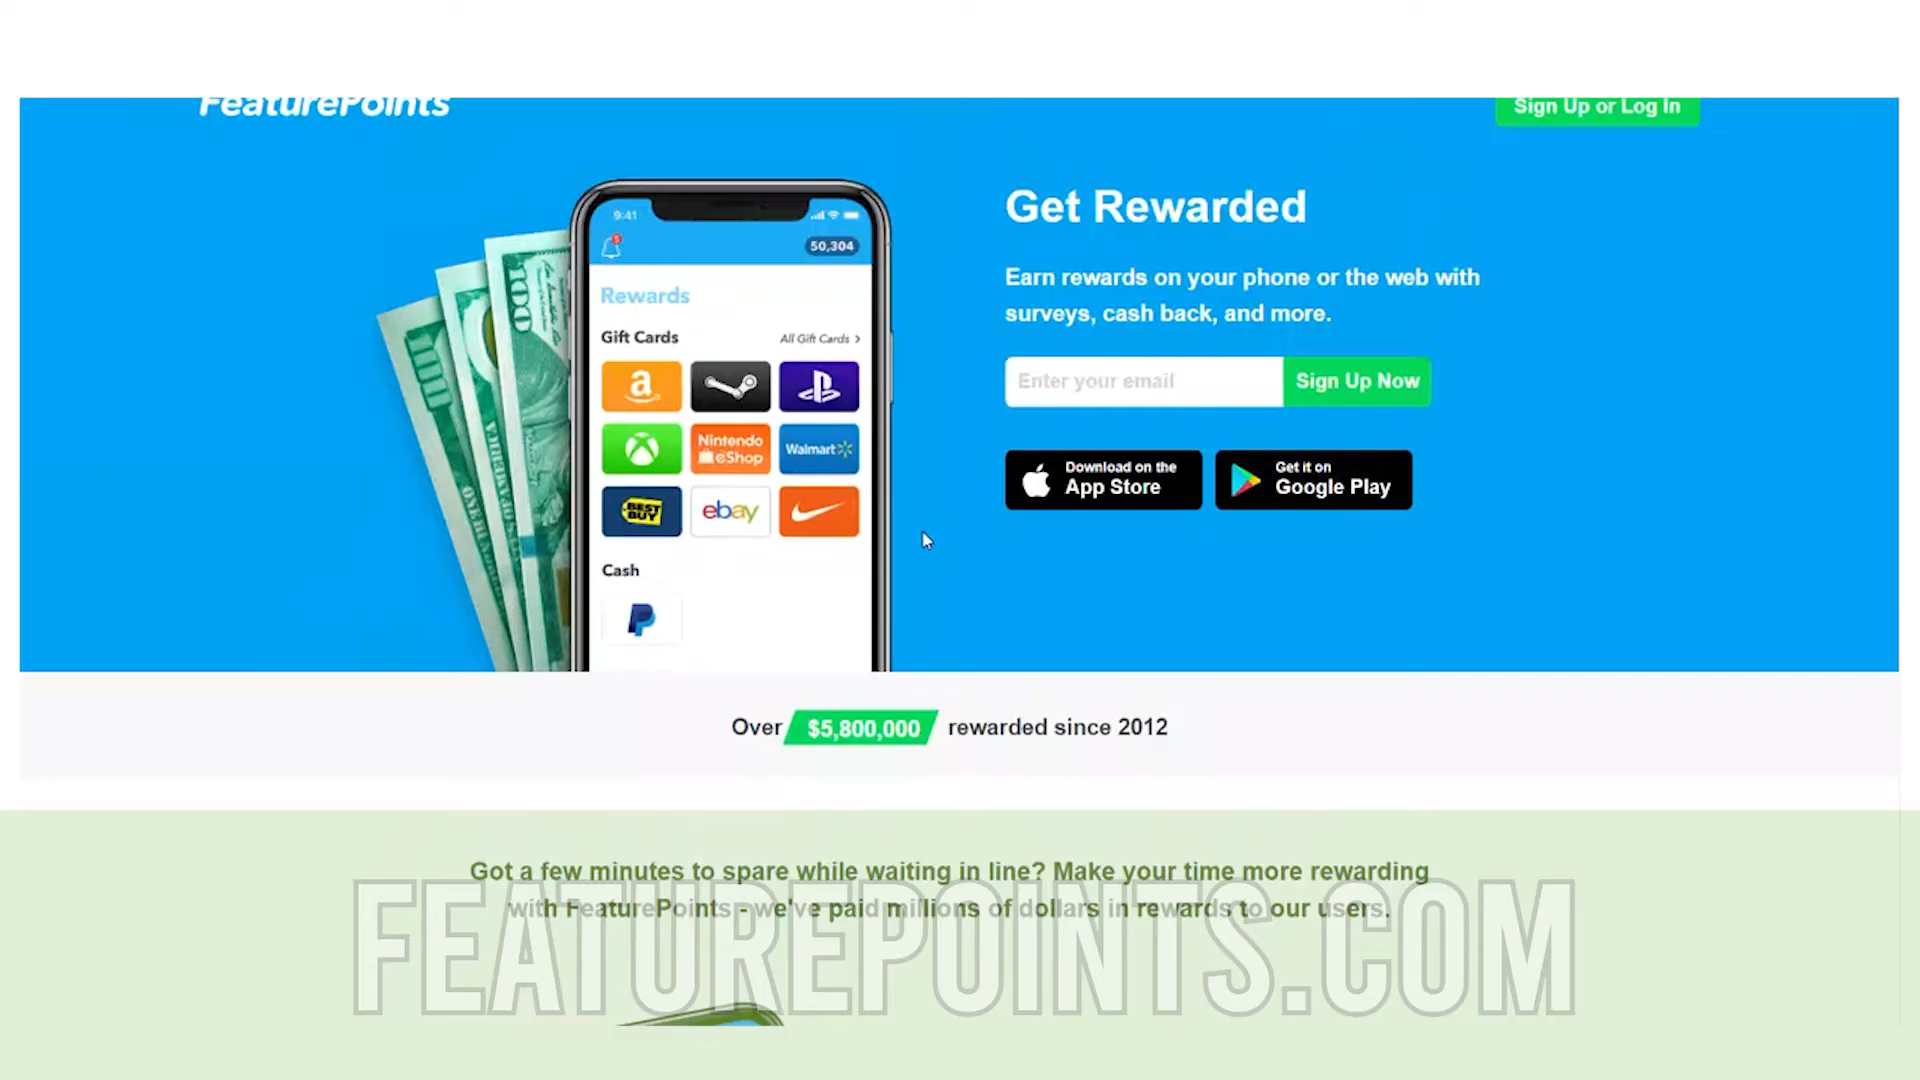 FeaturePoints
Sign Up or Log In
9:41
5
50,304
Rewards
Gift Cards
All Gift Cards >
a
Nintendo
eShop
Walmart
BEST
BUY
ebay
Cash
100
Get Rewarded
Earn rewards on your phone or the web with
surveys, cash back, and more.
Enter your email
Sign Up Now
Download on the
App Store
Get it on
Google Play
Over $5,800,000 rewarded since 2012
Got a few minutes to spare while waiting in line? Make your time more rewarding
with FeaturePoints - we've paid millions of dollars in rewards to our users.
FEATUREPOINTS.COM